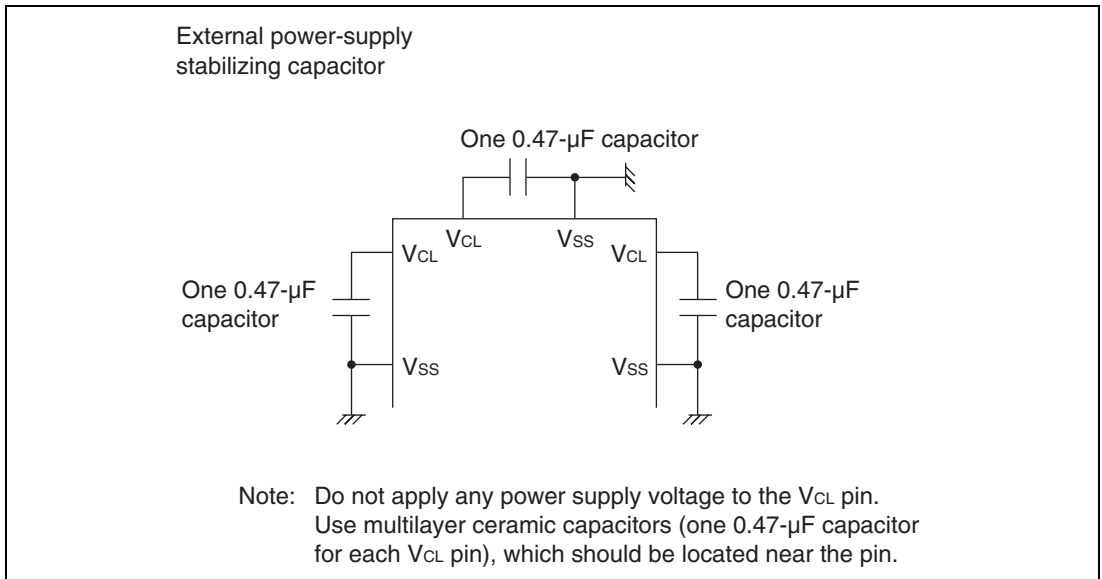 External power-supply
stabilizing capacitor
One 0.47-µF capacitor
VCL
VCL
VSS
VCL
One 0.47-µF
capacitor
One 0.47-µF
capacitor
VSS
VSS
Note: Do not apply any power supply voltage to the VCL pin.
Use multilayer ceramic capacitors (one 0.47-µF capacitor
for each VCL pin), which should be located near the pin.